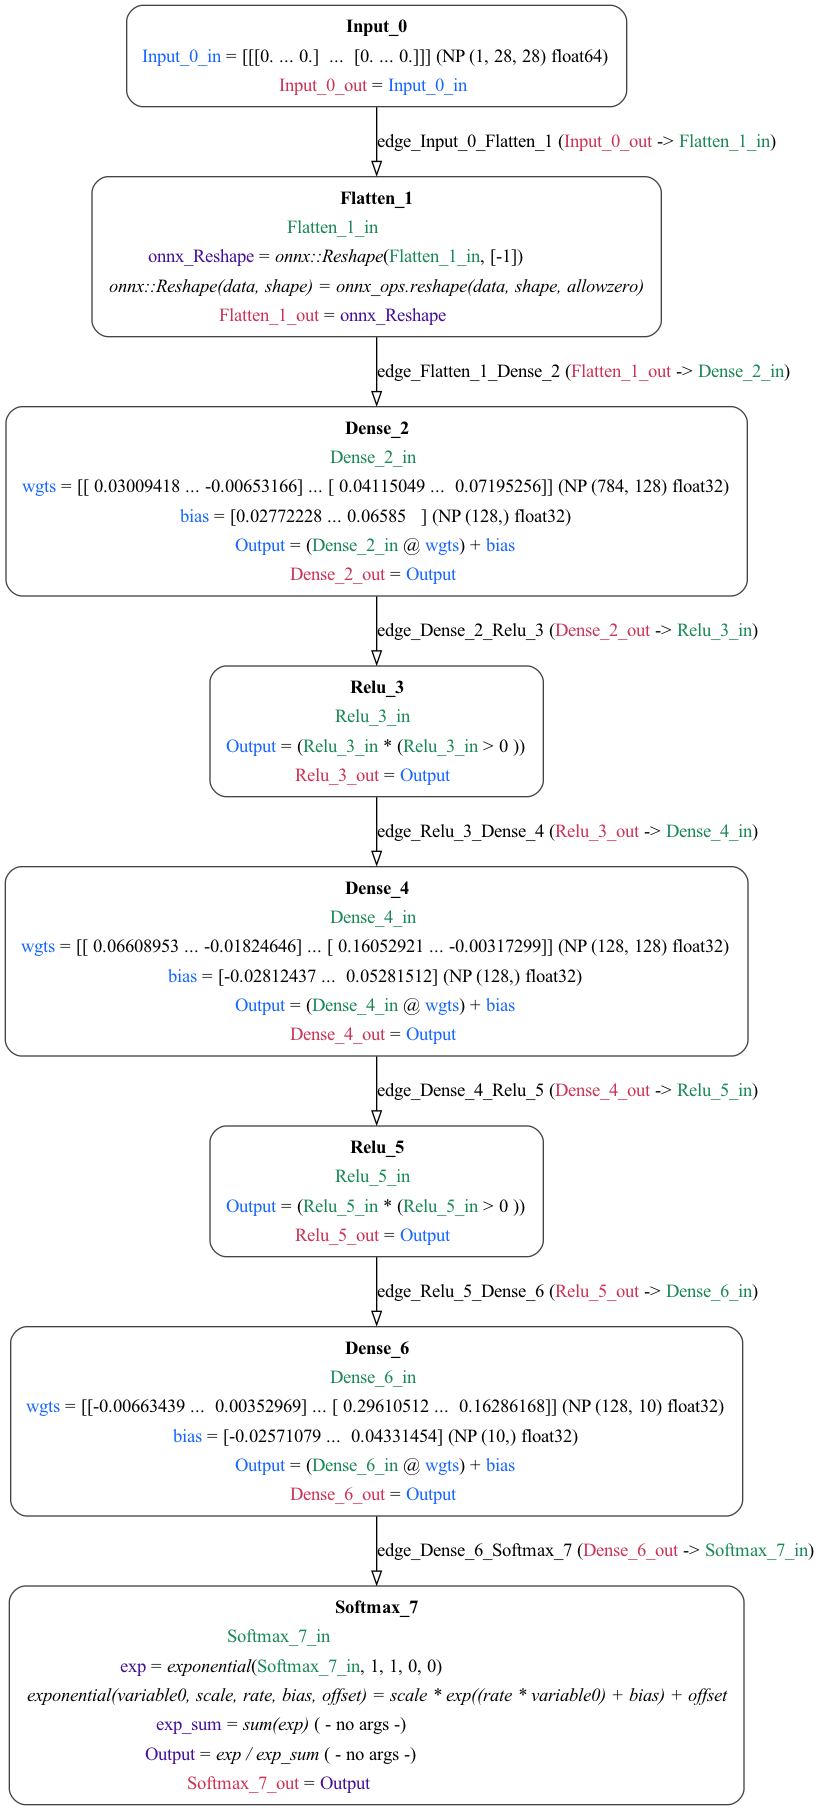 Input_0
Input_0_in = [[[0. ... 0.]  ...  [0. ... 0.]]] (NP (1, 28, 28) float64)
Input_0_out = Input_0_in
edge_Input_0_Flatten_1 (Input_0_out -> Flatten_1_in)
Flatten_1
Flatten_1_in
onnx_Reshape = onnx::Reshape(Flatten_1_in, [-1])
onnx::Reshape(data, shape) = onnx_ops.reshape(data, shape, allowzero)
Flatten_1_out = onnx_Reshape
edge_Flatten_1_Dense_2 (Flatten_1_out -> Dense_2_in)
Dense_2
Dense_2_in
wgts = [[ 0.03009418 ... -0.00653166] ... [ 0.04115049 ...  0.07195256]] (NP (784, 128) float32)
bias = [0.02772228 ... 0.06585   ] (NP (128,) float32)
Output = (Dense_2_in @ wgts) + bias
Dense_2_out = Output
edge_Dense_2_Relu_3 (Dense_2_out -> Relu_3_in)
Relu_3
Relu_3_in
Output = (Relu_3_in * (Relu_3_in > 0 ))
Relu_3_out = Output
edge_Relu_3_Dense_4 (Relu_3_out -> Dense_4_in)
Dense_4
Dense_4_in
wgts = [[ 0.06608953 ... -0.01824646] ... [ 0.16052921 ... -0.00317299]] (NP (128, 128) float32)
bias = [-0.02812437 ...  0.05281512] (NP (128,) float32)
Output = (Dense_4_in @ wgts) + bias
Dense_4_out = Output
edge_Dense_4_Relu_5 (Dense_4_out -> Relu_5_in)
Relu_5
Relu_5_in
Output = (Relu_5_in * (Relu_5_in > 0 ))
Relu_5_out = Output
edge_Relu_5_Dense_6 (Relu_5_out -> Dense_6_in)
Dense_6
Dense_6_in
wgts = [[-0.00663439 ...  0.00352969] ... [ 0.29610512 ...  0.16286168]] (NP (128, 10) float32)
bias = [-0.02571079 ...  0.04331454] (NP (10,) float32)
Output = (Dense_6_in @ wgts) + bias
Dense_6_out = Output
edge_Dense_6_Softmax_7 (Dense_6_out -> Softmax_7_in)
Softmax_7
Softmax_7_in
exp = exponential(Softmax_7_in, 1, 1, 0, 0)
exponential(variable0, scale, rate, bias, offset) = scale * exp((rate * variable0) + bias) + offset
exp_sum = sum(exp) ( - no args -)
Output = exp / exp_sum ( - no args -)
Softmax_7_out = Output